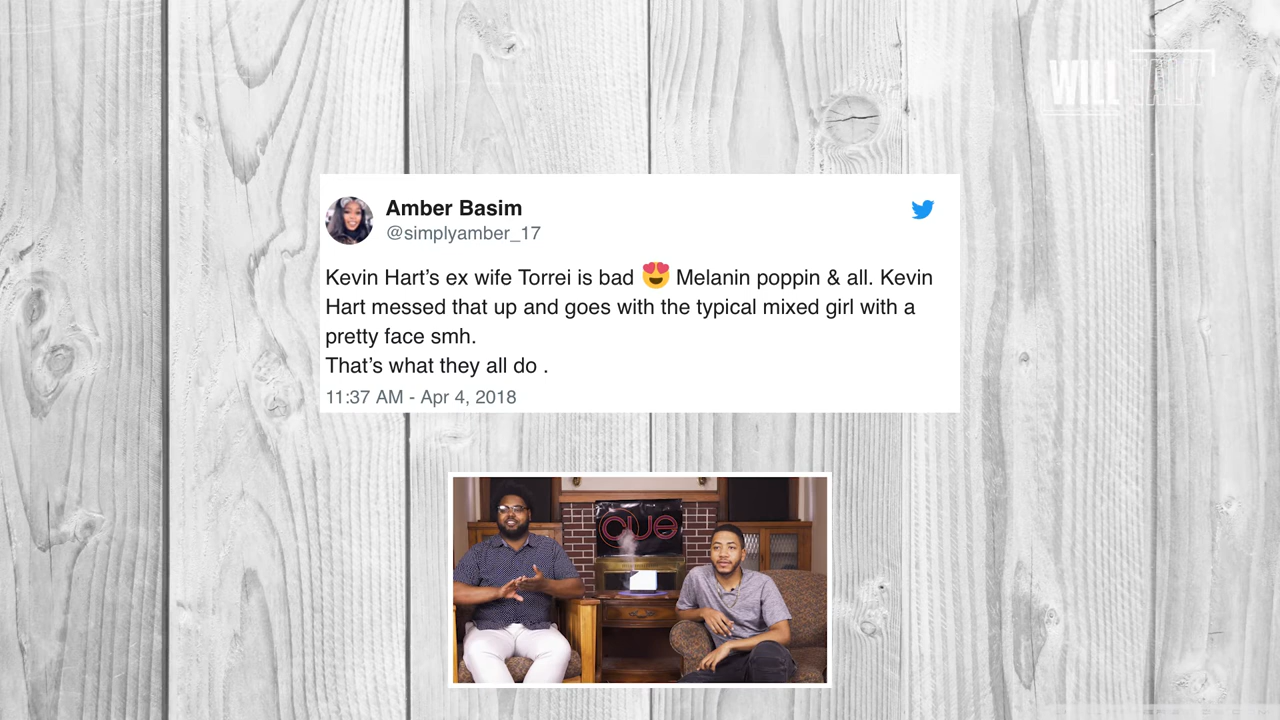 WILL TALK
Amber Basim
@simplyamber_17
Kevin Hart’s ex wife Torrei is bad 😍 Melanin poppin & all. Kevin
Hart messed that up and goes with the typical mixed girl with a
pretty face smh.
That’s what they all do .
11:37 AM - Apr 4, 2018
cue